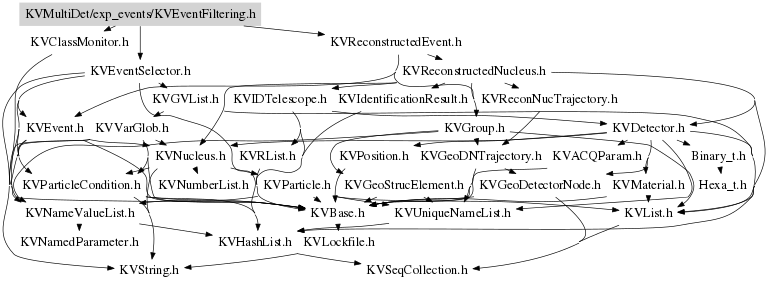 KVMultiDet/exp_events/KVEventFiltering.h
KVClassMonitor.h KVReconstructedEvent.h
KVEventSelector.h KVReconstructedNucleus.h
KVGVList.h KVIDTelescope.h KVIdentificationResult.h KVReconNucTrajectory.h
KVEvent.h KVVarGlob.h KVGroup.h KVDetector.h
KVNucleus.h KVRList.h KVPosition.h KVGeoDNTrajectory.h KVACQParam.h Binary_t.h
KVParticleCondition.h KVNumberList.h KVParticle.h KVGeoStrucElement.h KVGeoDetectorNode.h KVMaterial.h Hexa_t.h
KVNameValueList.h KVBase.h KVUniqueNameList.h KVList.h
KVNamedParameter.h KVHashList.h KVLockfile.h
KVString.h KVSeqCollection.h